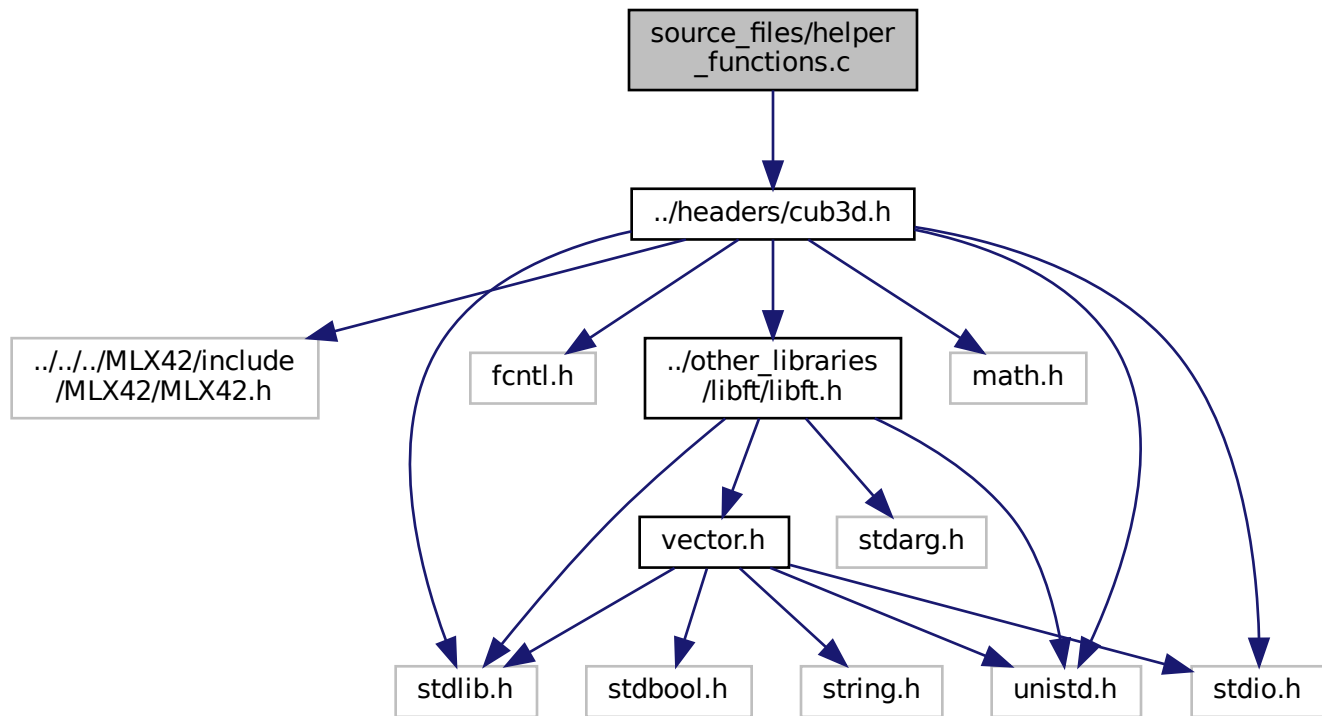 source_files/helper
_functions.c
../headers/cub3d.h
../../../MLX42/include
/MLX42/MLX42.h
fcntl.h
../other_libraries
/libft/libft.h
math.h
vector.h
stdarg.h
stdlib.h
stdbool.h
string.h
unistd.h
stdio.h